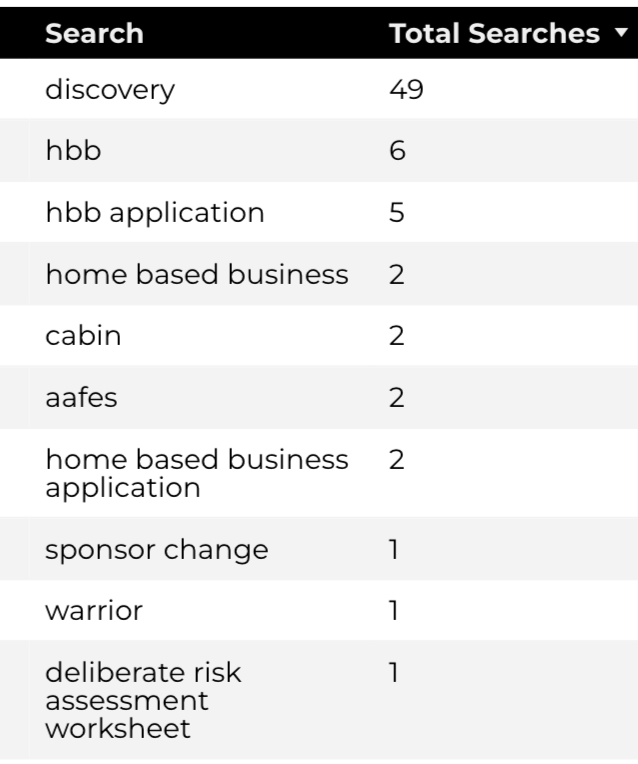 Search Total Searches ▼
discovery 49
hbb 6
hbb application 5
home based business 2
cabin 2
aafes 2
home based business 2
application
sponsor change 1
warrior 1
deliberate risk 1
assessment
worksheet